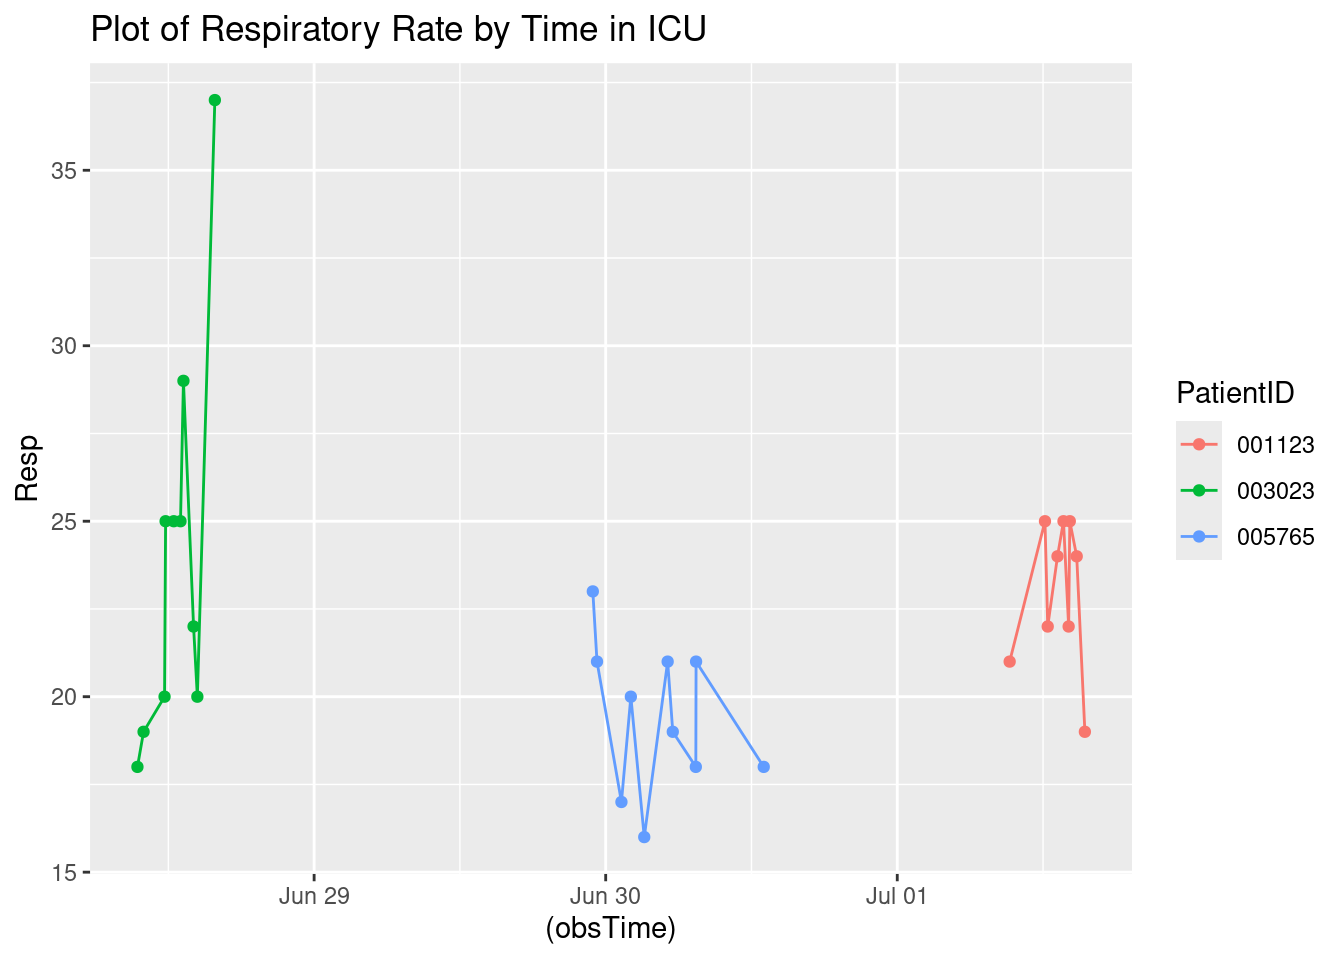 Plot of Respiratory Rate by Time in ICU
Resp
35
30
25
20
15
Jun 29
Jun 30
Jul 01
(obsTime)
PatientID
001123
003023
005765